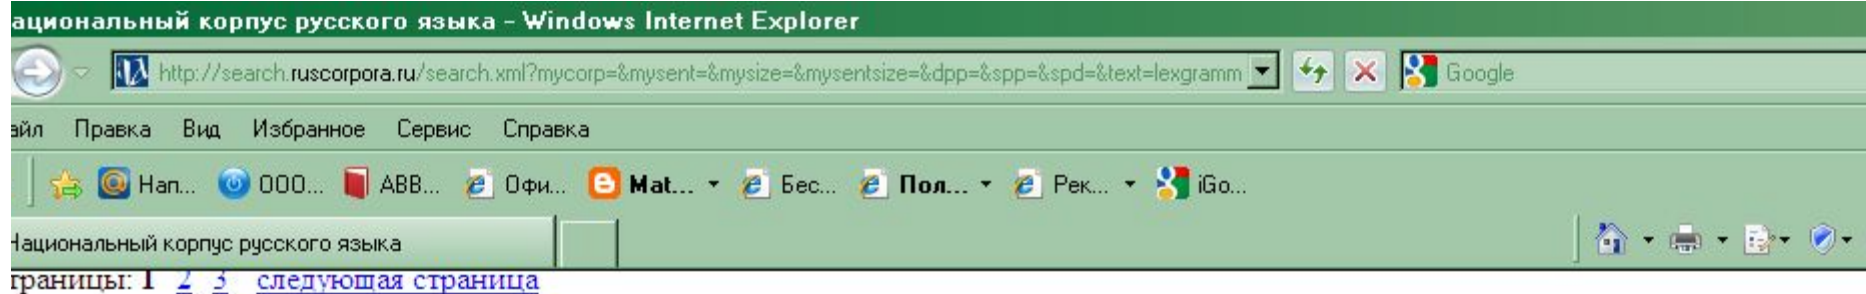 ациональный корпус русского языка - Windows Internet Explorer
http://search.ruscorpora.ru/search.xml?mycorp=&mysent=&mysize=&mysentsize=&dpp=&spp=&spd=&text=lexgramm Google
айл Правка Вид Избранное Сервис Справка
Нап... ООО... ABB... Офи... Mat... Бес... Пол... Рек... iGo...
Национальный корпус русского языка
траницы: 1 2 3 следующая страница